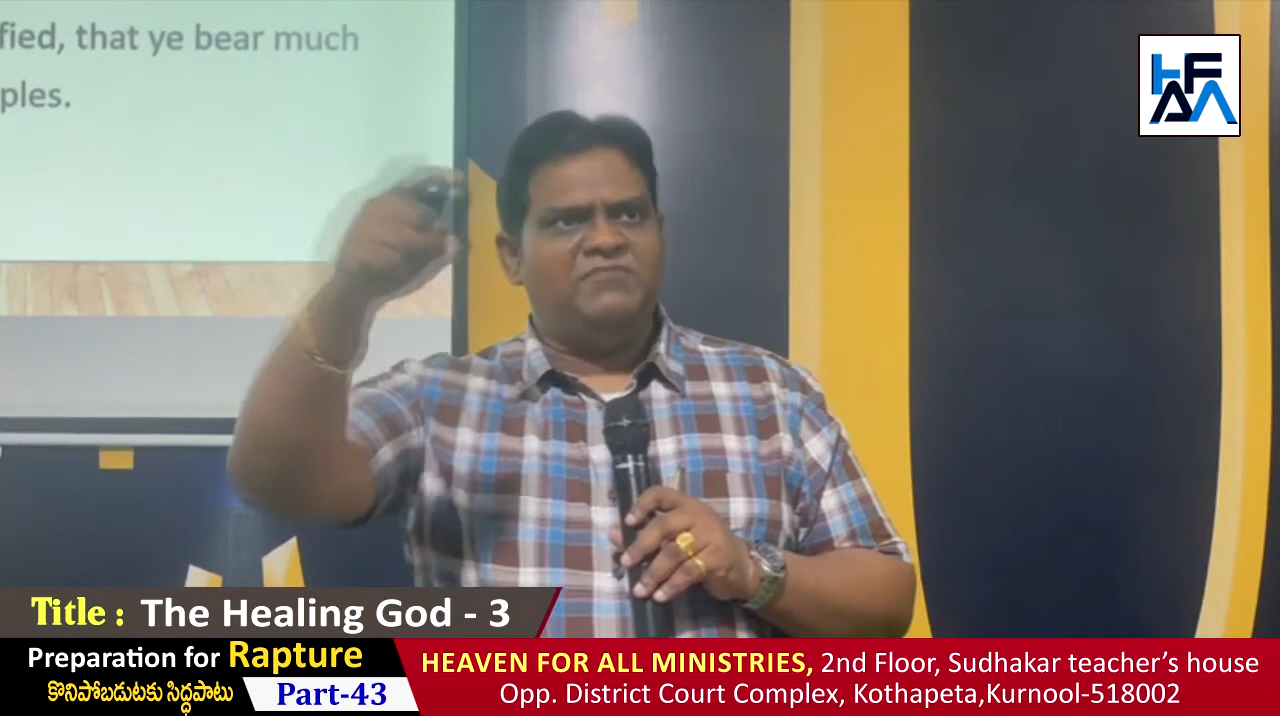 fied, that ye bear much
ples.
HFAM
Title : The Healing God - 3
Preparation for Rapture
కొనిపోబడుటకు సిద్ధపాటు
Part-43
HEAVEN FOR ALL MINISTRIES, 2nd Floor, Sudhakar teacher's house
Opp. District Court Complex, Kothapeta,Kurnool-518002